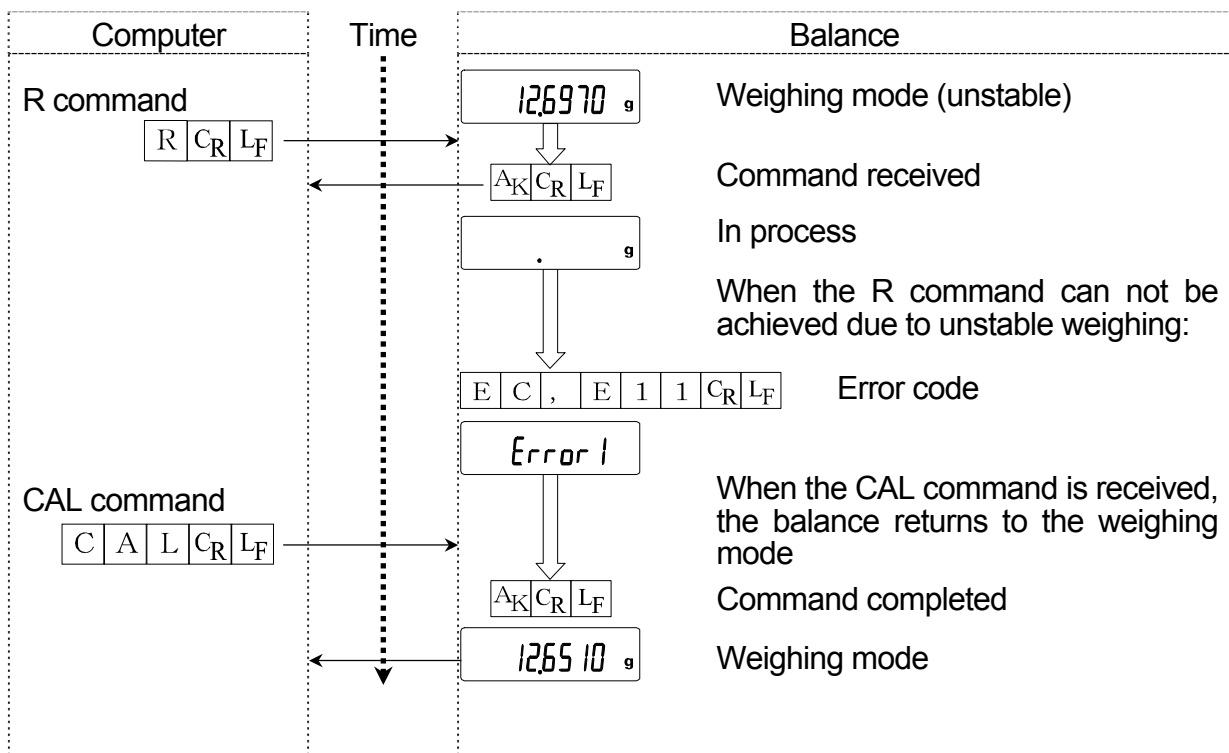 Computer Time Balance
R command
12.6970 g Weighing mode (unstable)
R CR LF
AK CR LF Command received
. g In process
When the R command can not be
achieved due to unstable weighing:
E C , E 1 1 CR LF Error code
Error 1
CAL command
When the CAL command is received,
C A L CR LF the balance returns to the weighing
mode
AK CR LF Command completed
12.6510 g Weighing mode